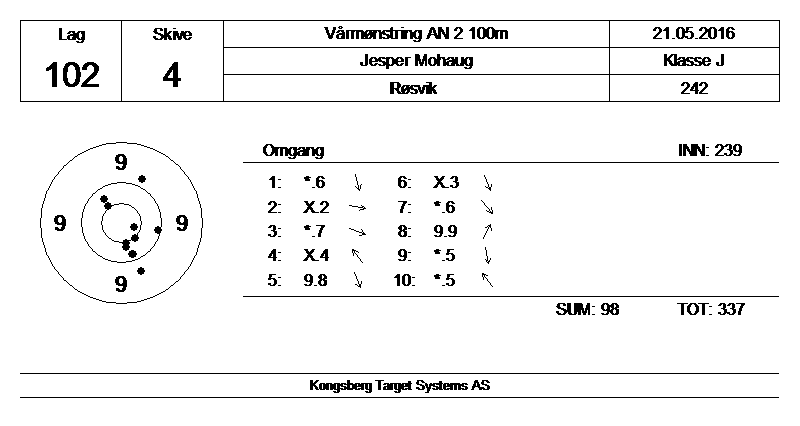 Lag Skive Vårmønstring AN 2 100m 21.05.2016
102 4 Jesper Mohaug Klasse J
Røsvik 242
Omgang INN: 239
9
9 9
9
1: *.6 6: X.3
2: X.2 7: *.6
3: *.7 8: 9.9
4: X.4 9: *.5
5: 9.8 10: *.5
SUM: 98 TOT: 337
Kongsberg Target Systems AS